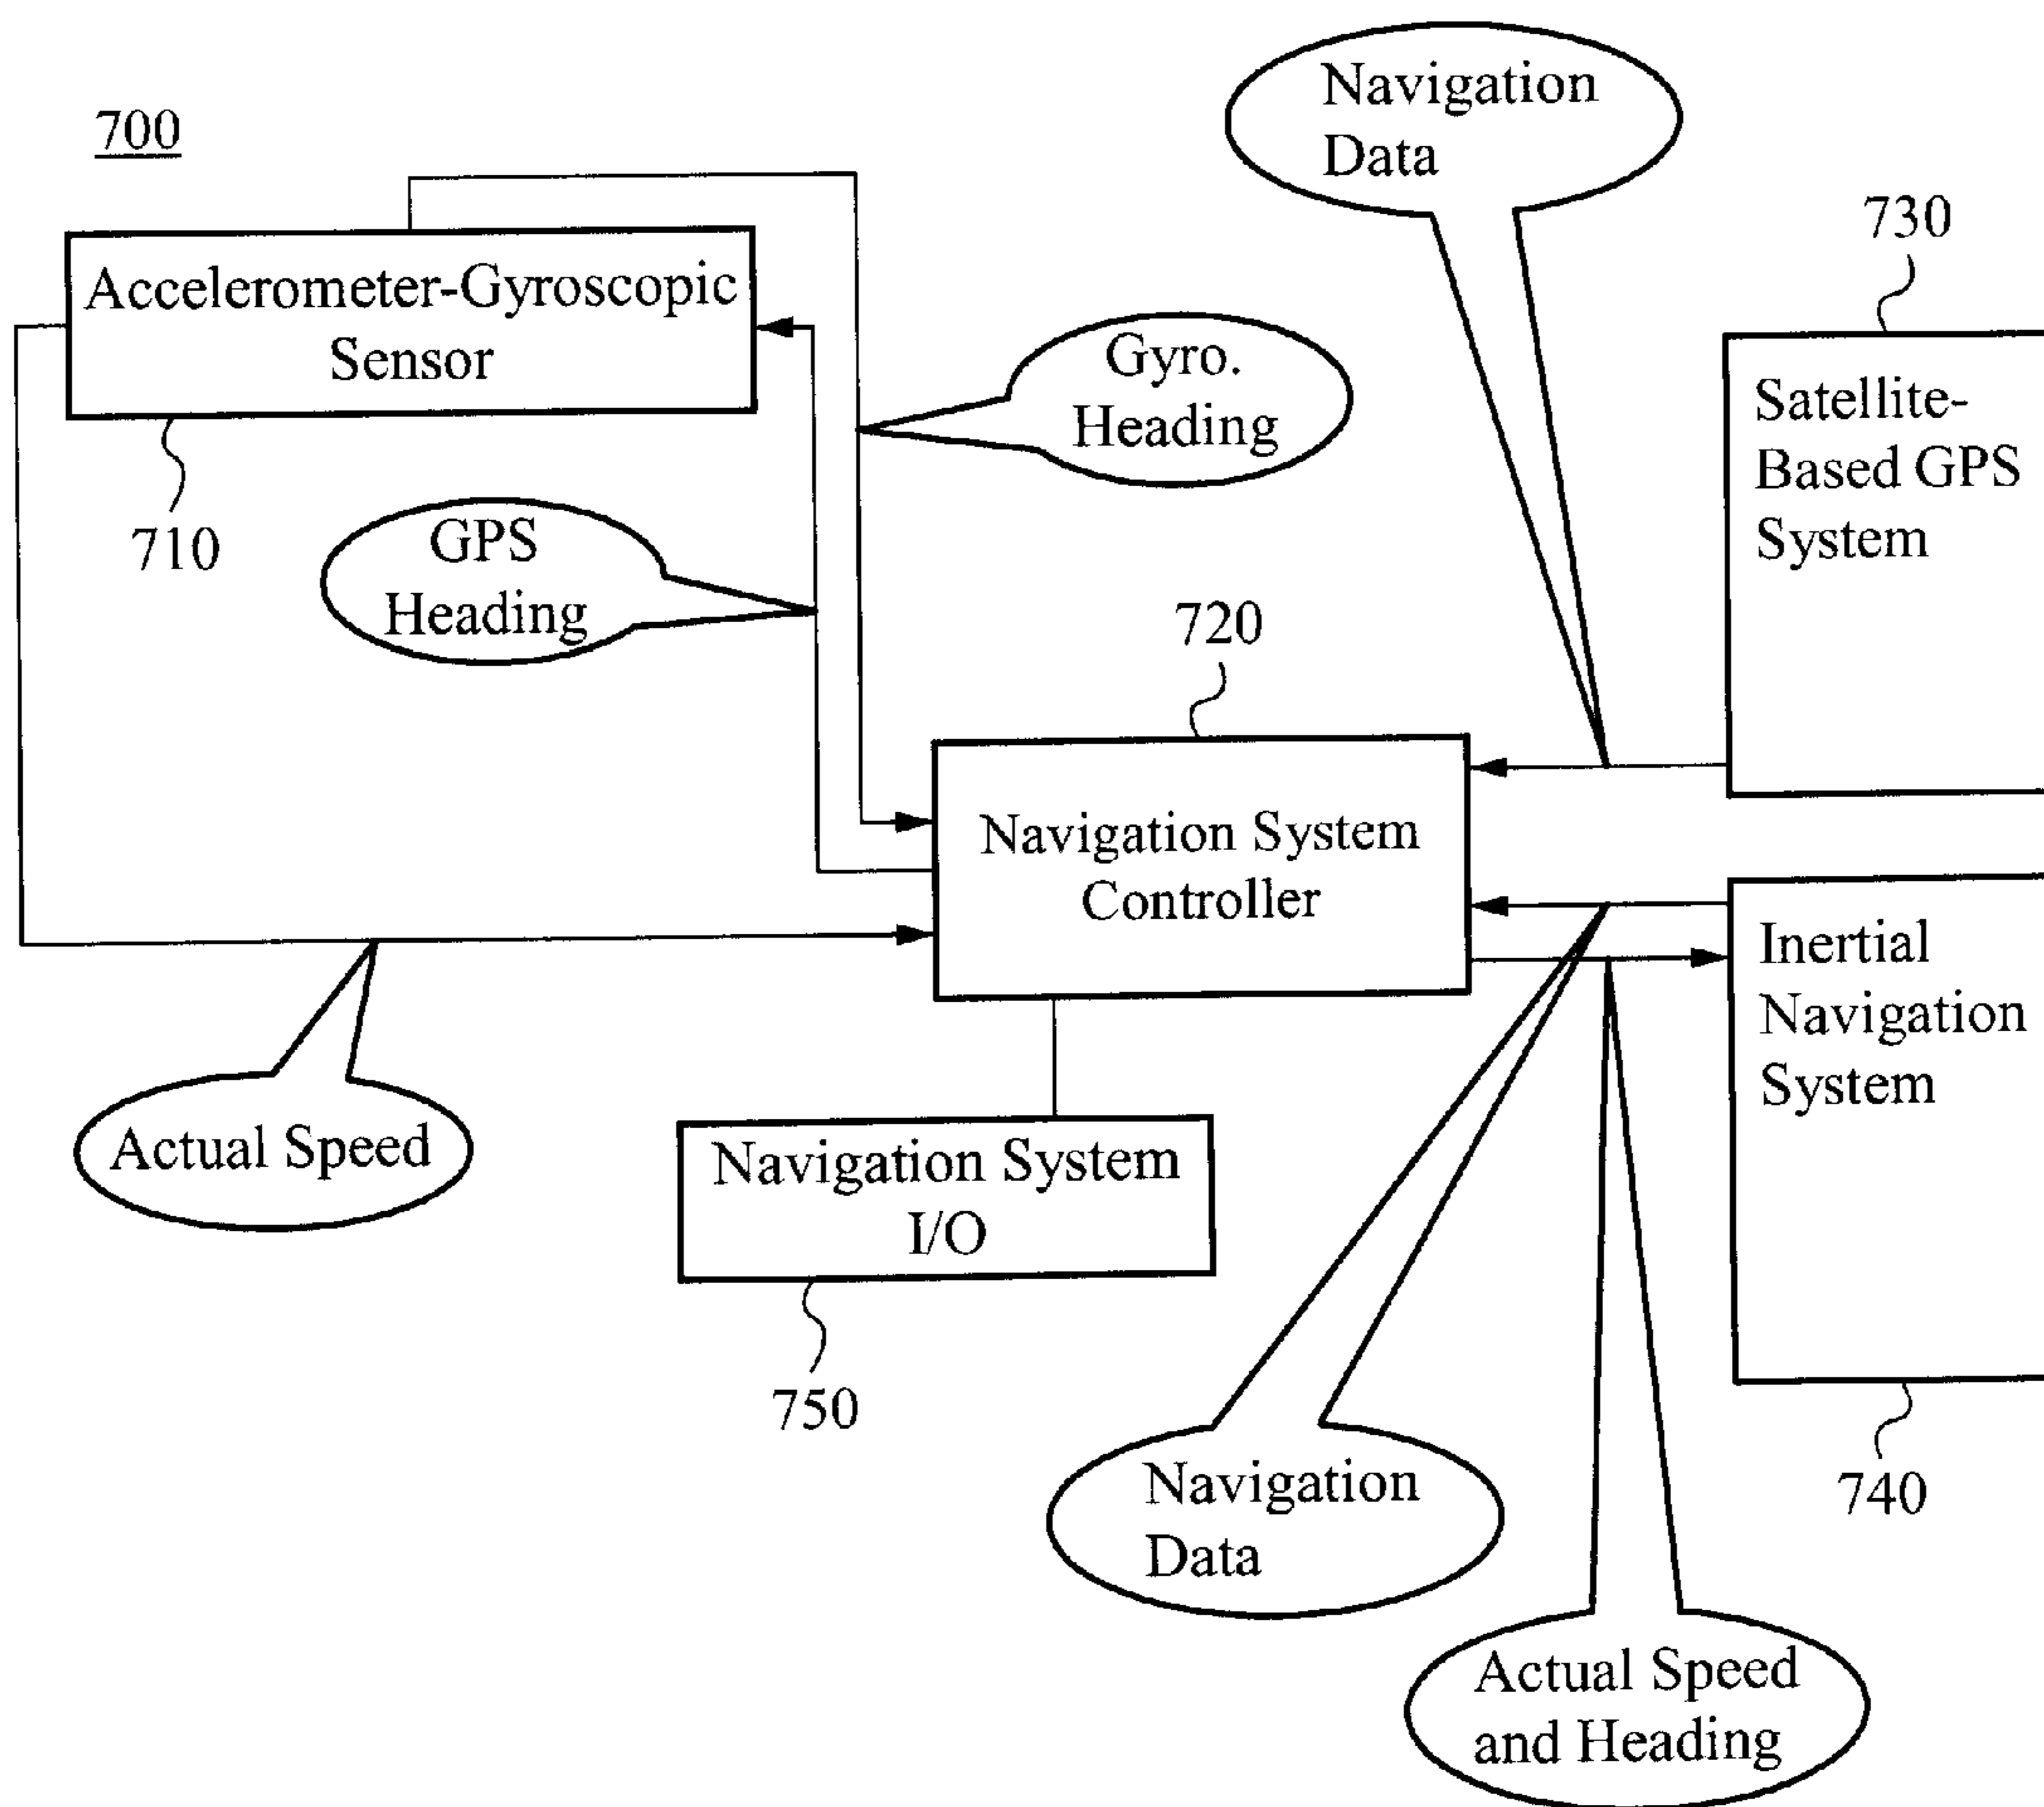 700
Accelerometer-Gyroscopic
Sensor
710
GPS
Heading
Gyro.
Heading
Navigation
Data
730
Satellite-
Based GPS
System
720
Navigation System
Controller
Actual Speed
Navigation System
I/O
750
Inertial
Navigation
System
740
Navigation
Data
Actual Speed
and Heading